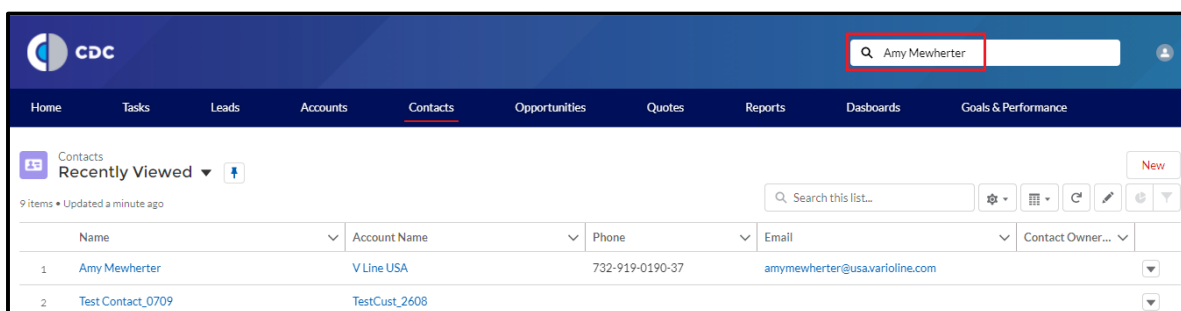 CDC
Amy Mewherter
Home Tasks Leads Accounts Contacts Opportunities Quotes Reports Dasboards Goals & Performance
Contacts
Recently Viewed
New
9 items • Updated a minute ago
Search this list...
Name Account Name Phone Email Contact Owner...
1 Amy Mewherter V Line USA 732-919-0190-37 amymewherter@usa.varioline.com
2 Test Contact_0709 TestCust_2608